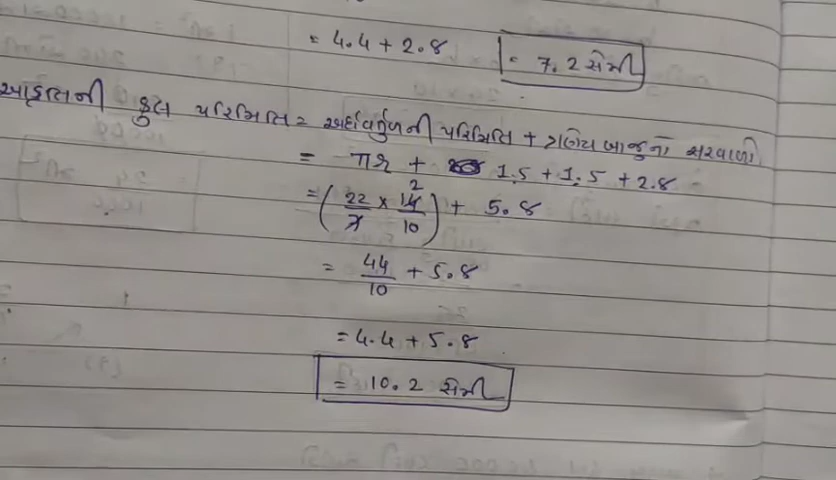 = 4.4 + 2.8 = 7.2 સેમી
આકૃતિની કુલ પરિમિતિ = અર્ધવર્તુળની પરિમિતિ + ત્રણેય બાજુનો સરવાળો
= πr + 1.5 + 1.5 + 2.8
= (22/7 × 14/10) + 5.8
= 44/10 + 5.8
= 4.4 + 5.8
= 10.2 સેમી